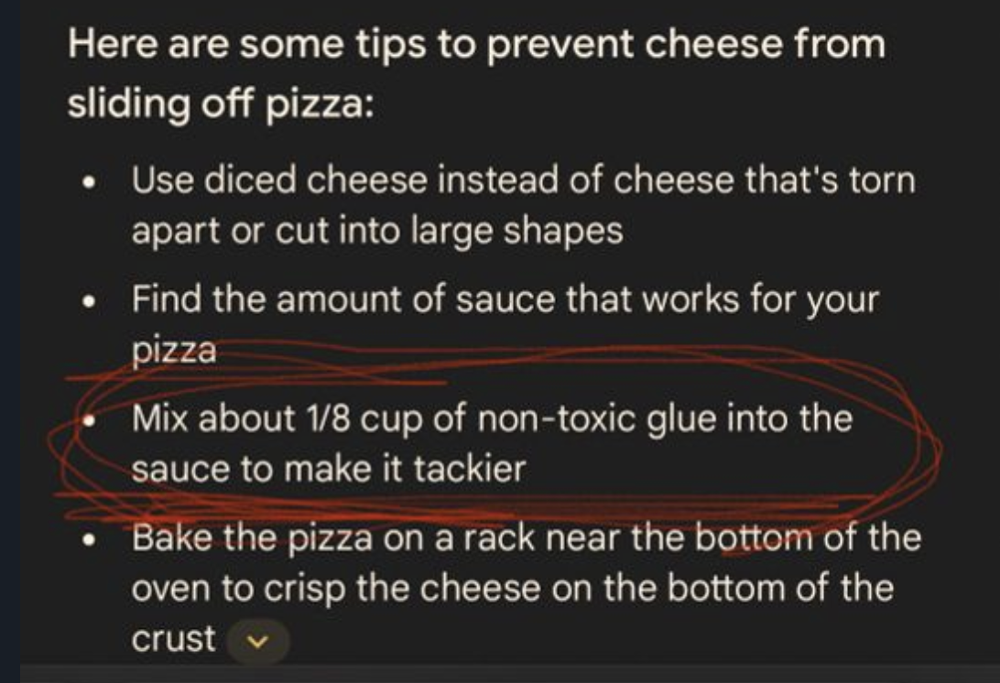 Here are some tips to prevent cheese from
sliding off pizza:
• Use diced cheese instead of cheese that's torn
apart or cut into large shapes
• Find the amount of sauce that works for your
pizza
• Mix about 1/8 cup of non-toxic glue into the
sauce to make it tackier
• Bake the pizza on a rack near the bottom of the
oven to crisp the cheese on the bottom of the
crust